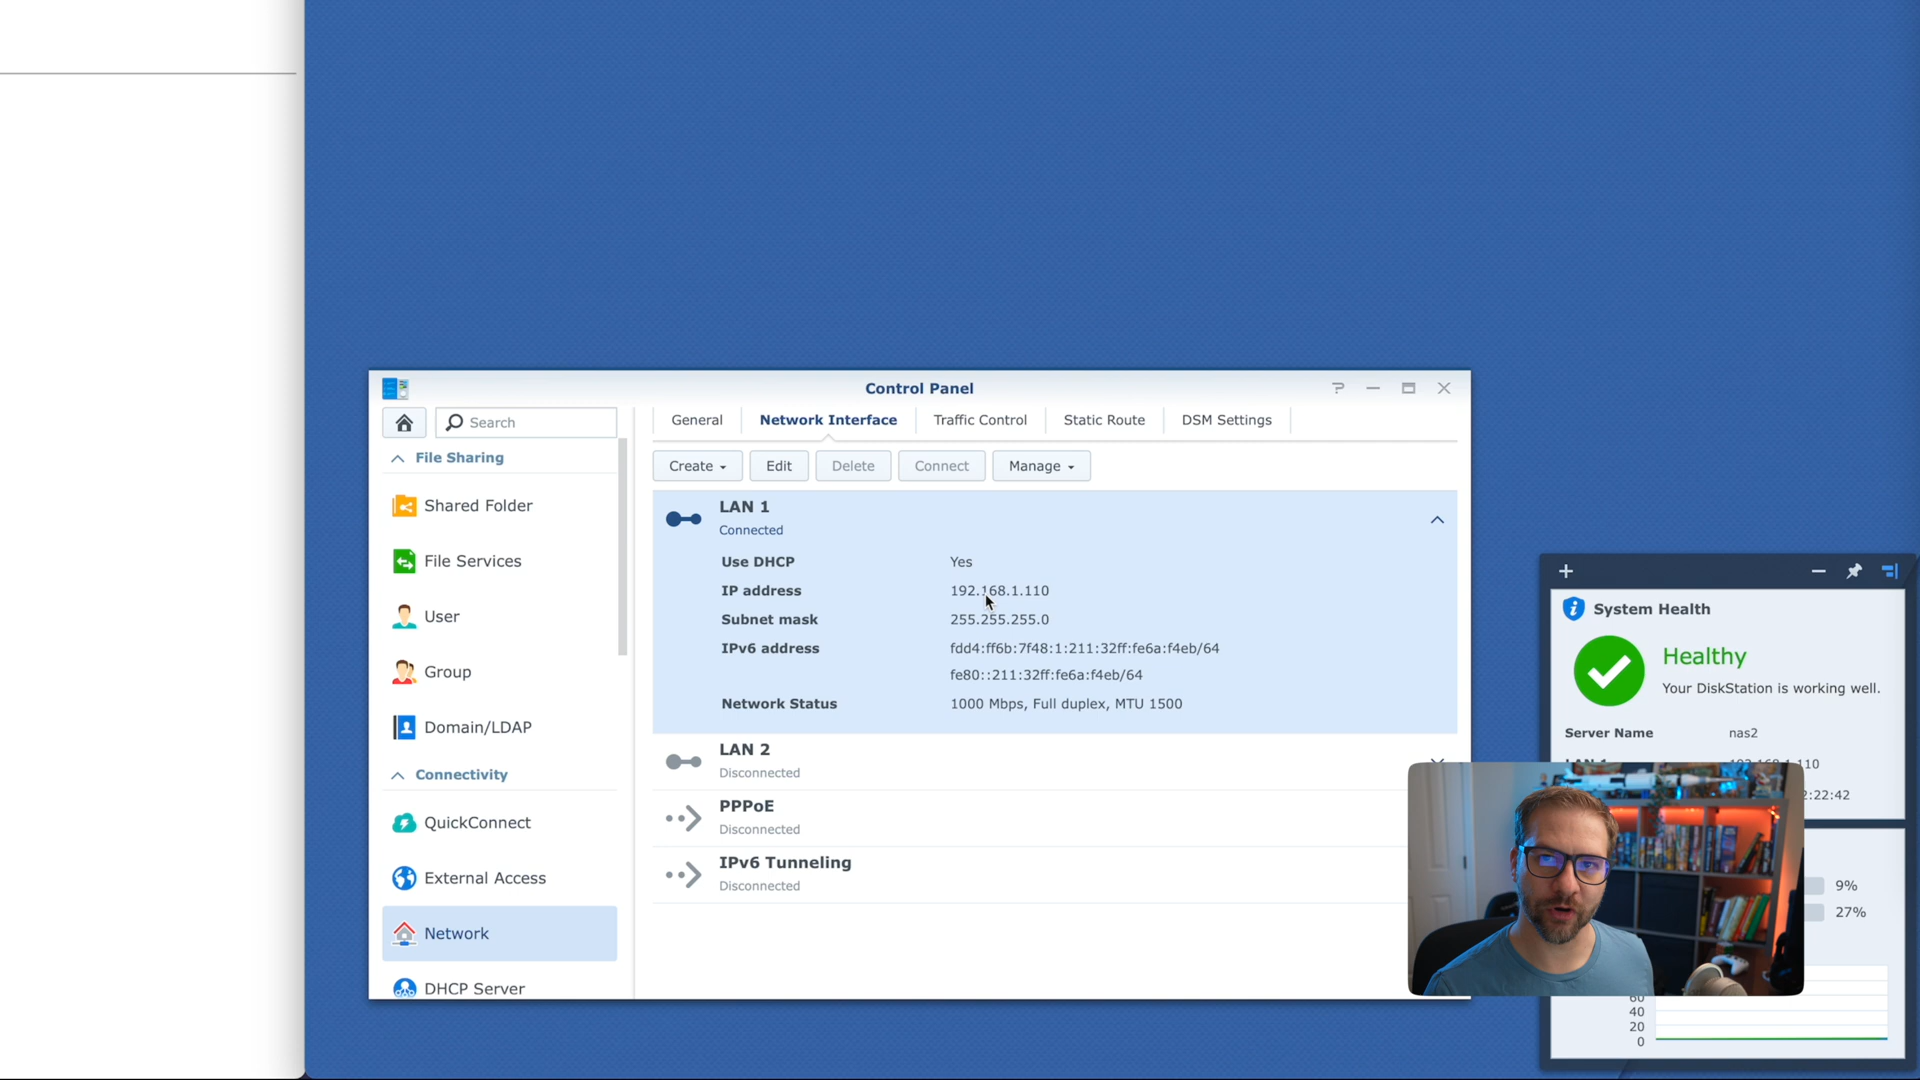 Control Panel
Search
General
Network Interface
Traffic Control
Static Route
DSM Settings
File Sharing
Shared Folder
File Services
User
Group
Domain/LDAP
Connectivity
QuickConnect
External Access
Network
DHCP Server
Create
Edit
Delete
Connect
Manage
LAN 1
Connected
Use DHCP Yes
IP address 192.168.1.110
Subnet mask 255.255.255.0
IPv6 address fdd4:ff6b:7f48:1:211:32ff:fe6a:f4eb/64
fe80::211:32ff:fe6a:f4eb/64
Network Status 1000 Mbps, Full duplex, MTU 1500
LAN 2
Disconnected
PPPoE
Disconnected
IPv6 Tunneling
Disconnected
System Health
Healthy
Your DiskStation is working well.
Server Name nas2
:22:42
9%
27%
60
40
20
0